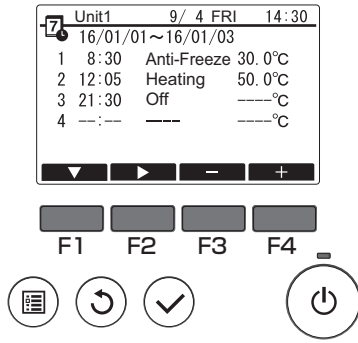 7 Unit1 9/ 4 FRI 14:30
16/01/01～16/01/03
1 8:30 Anti-Freeze 30.0°C
2 12:05 Heating 50.0°C
3 21:30 Off ----°C
4 --:-- ---- ----°C
F1 F2 F3 F4